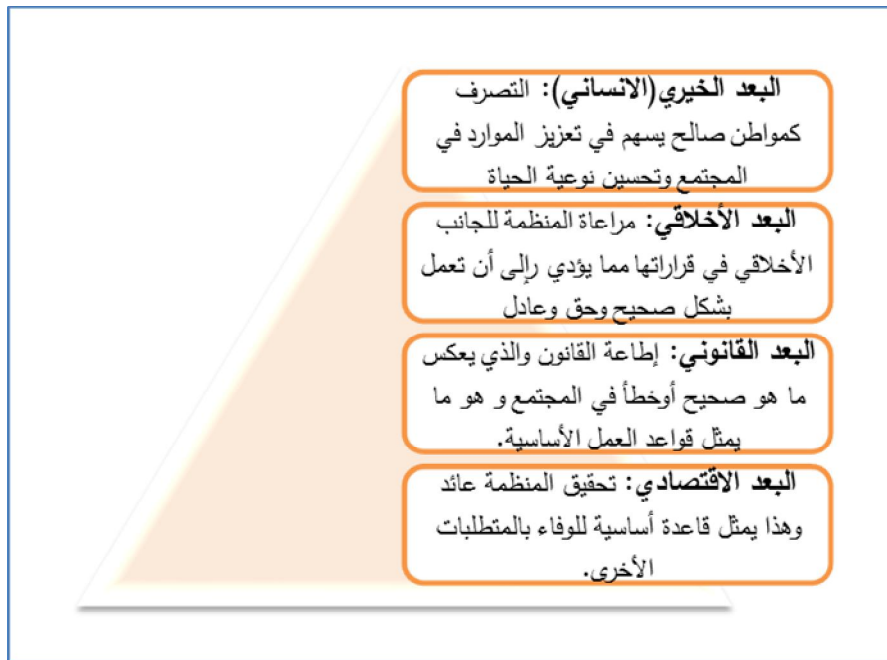 البعد الخيري(الانساني): التصرف
كمواطن صالح يسهم في تعزيز الموارد في
المجتمع وتحسين نوعية الحياة
البعد الأخلاقي: مراعاة المنظمة للجانب
الأخلاقي في قراراتها مما يؤدي رإلى أن تعمل
بشكل صحيح وحق وعادل
البعد القانوني: إطاعة القانون والذي يعكس
ما هو صحيح أوخطأ في المجتمع و هو ما
يمثل قواعد العمل الأساسية.
البعد الاقتصادي: تحقيق المنظمة عائد
وهذا يمثل قاعدة أساسية للوفاء بالمتطلبات
الأخرى.